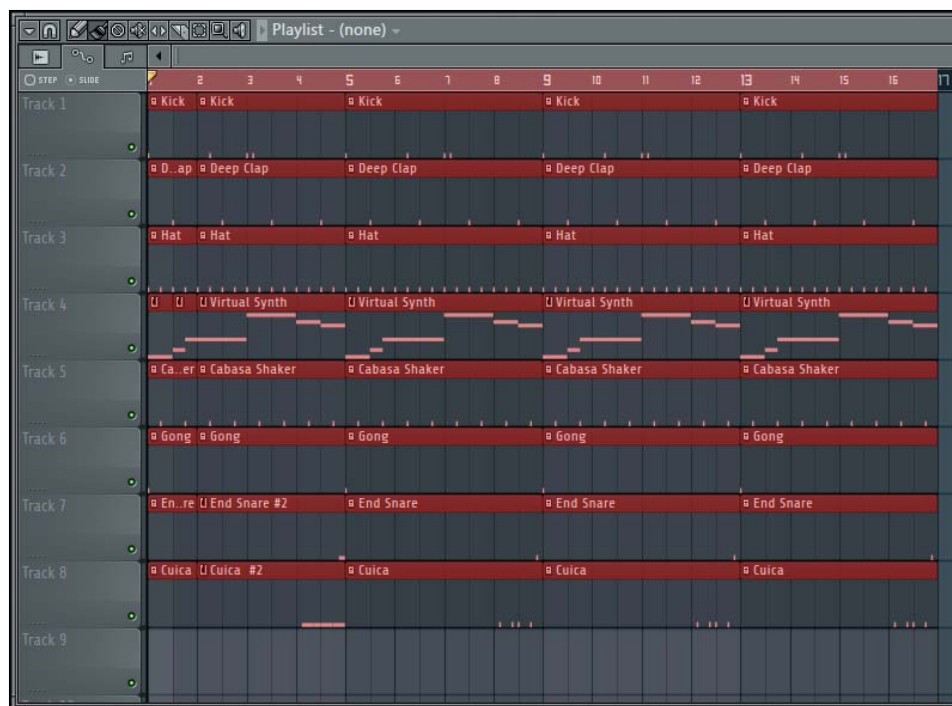 Playlist - (none)
STEP SLIDE
2 3 4 5 6 7 8 9 10 11 12 13 14 15 16 17
Track 1
Kick Kick Kick Kick Kick
Track 2
D..ap Deep Clap Deep Clap Deep Clap Deep Clap
Track 3
Hat Hat Hat Hat Hat
Track 4
Virtual Synth Virtual Synth Virtual Synth Virtual Synth
Track 5
Ca..er Cabasa Shaker Cabasa Shaker Cabasa Shaker Cabasa Shaker
Track 6
Gong Gong Gong Gong Gong
Track 7
En..re End Snare #2 End Snare End Snare End Snare
Track 8
Cuica Cuica #2 Cuica Cuica Cuica
Track 9